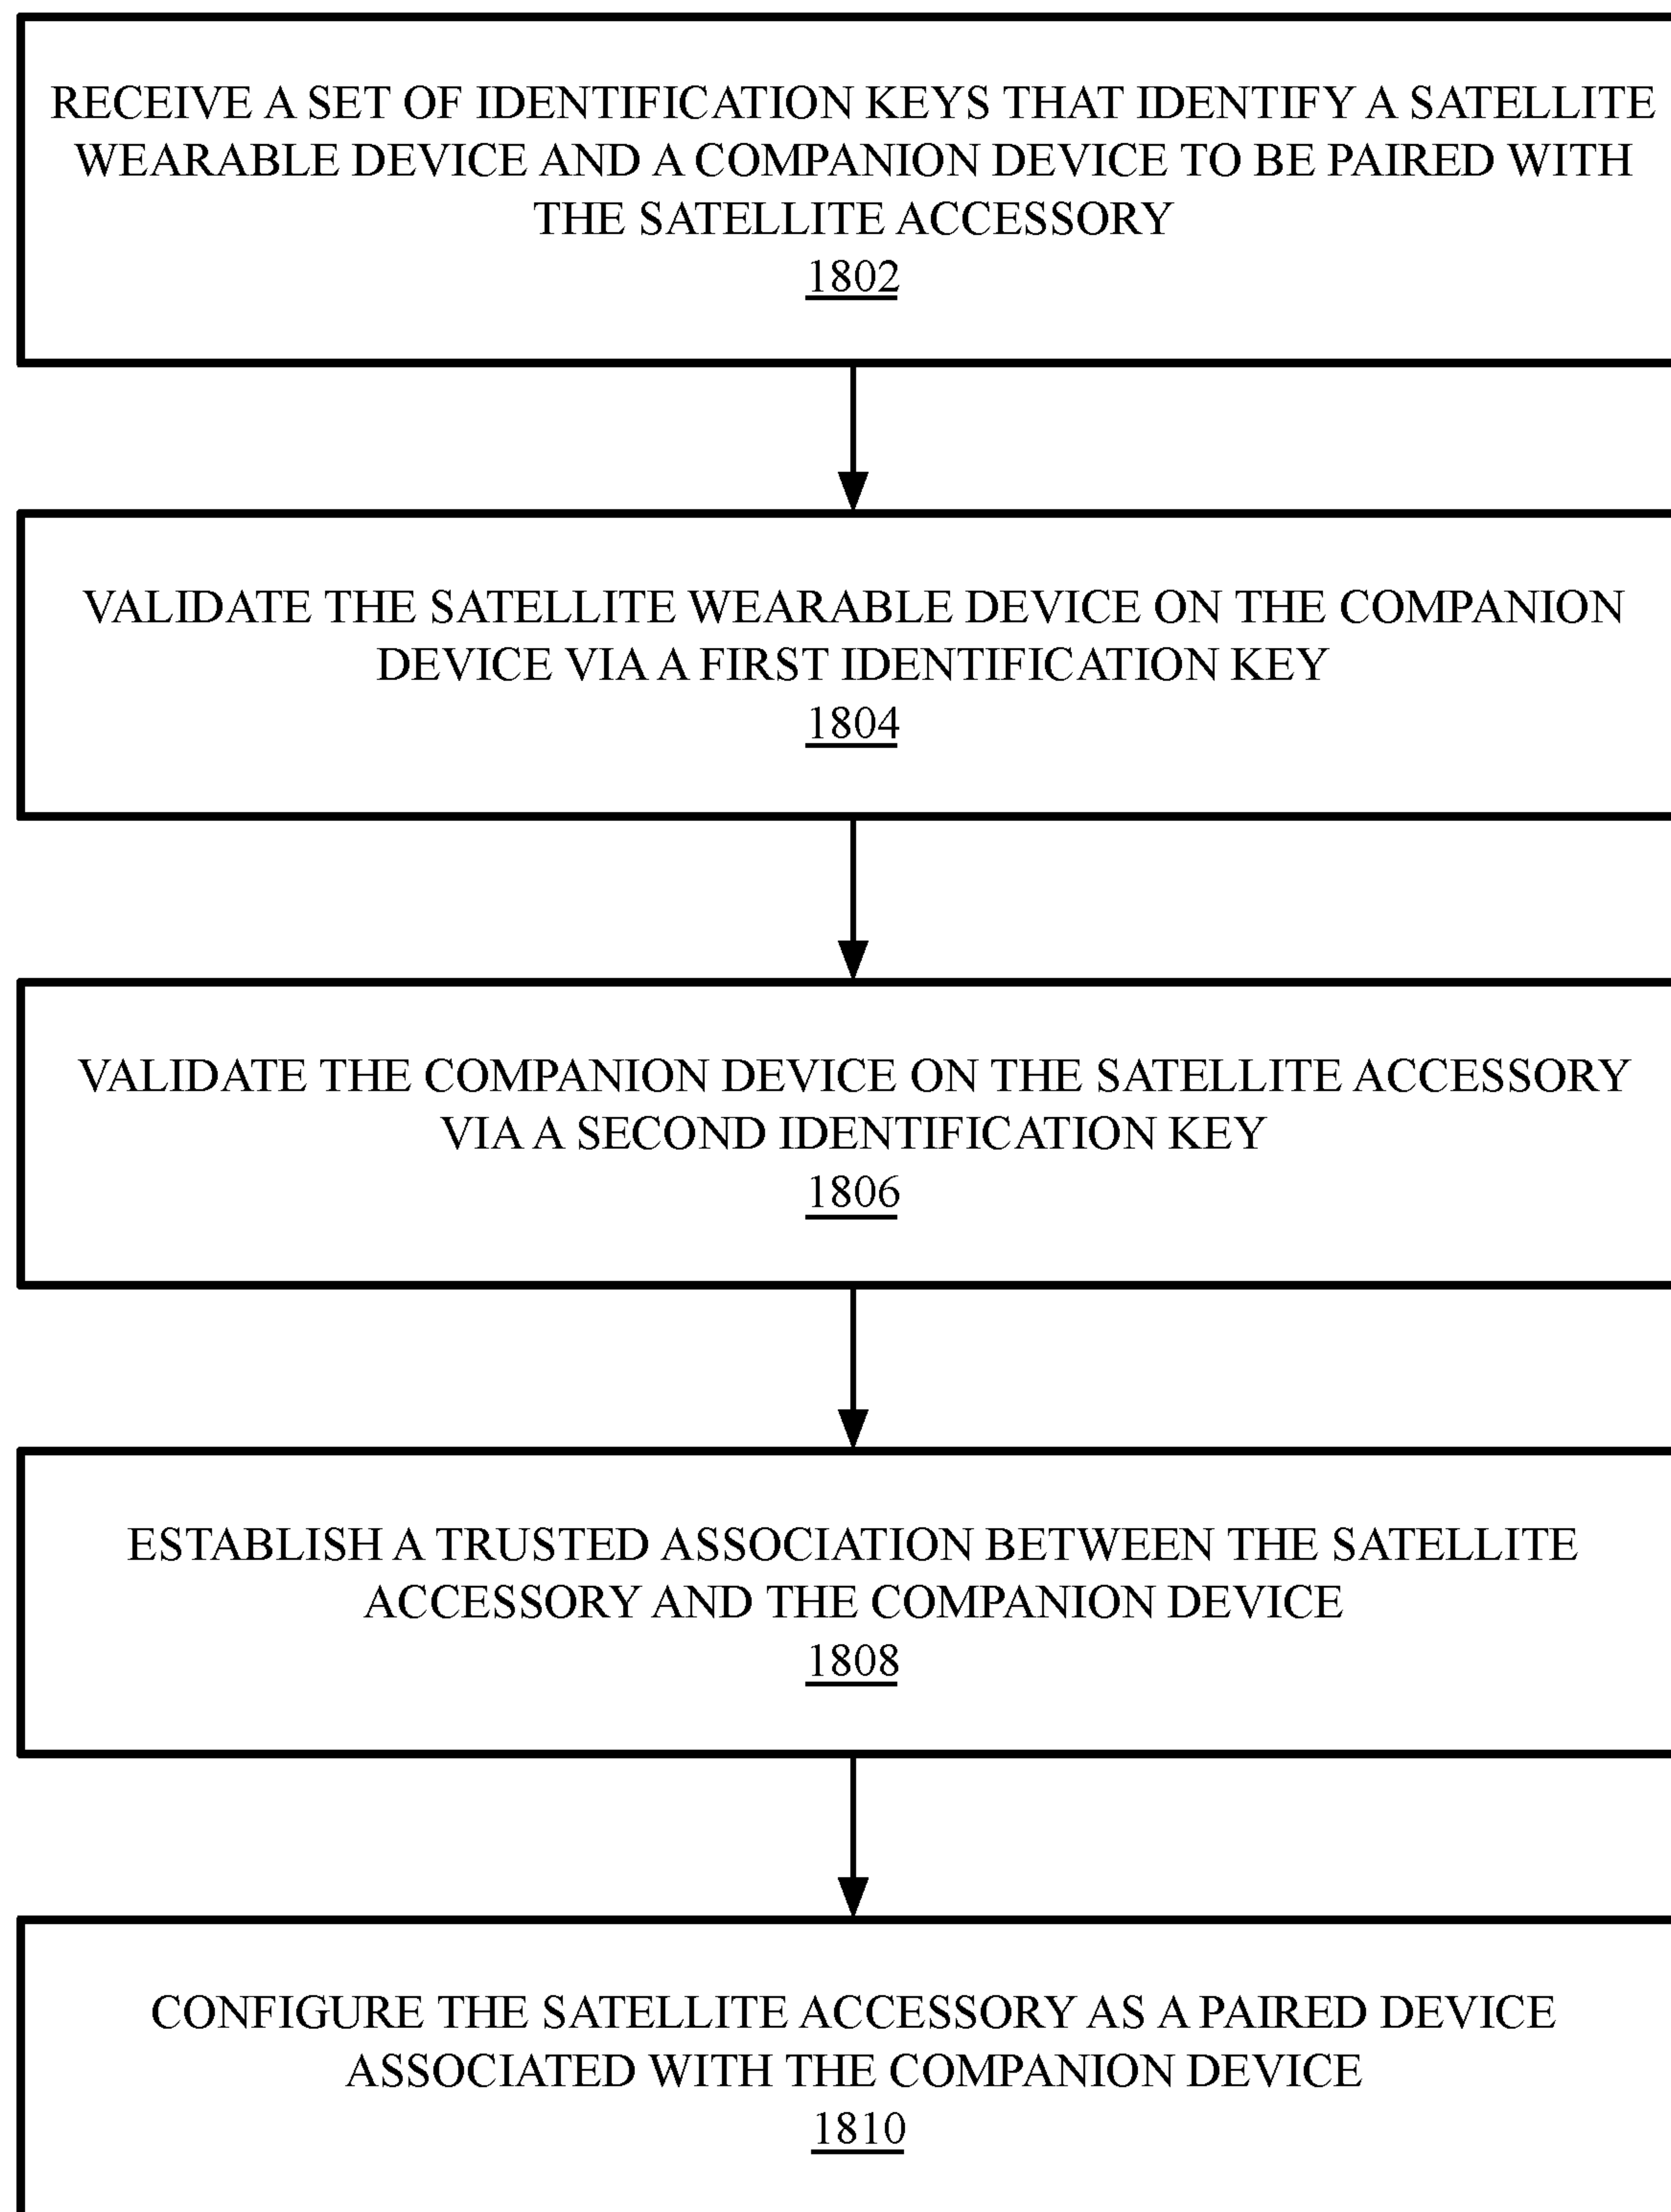 RECEIVE A SET OF IDENTIFICATION KEYS THAT IDENTIFY A SATELLITE
WEARABLE DEVICE AND A COMPANION DEVICE TO BE PAIRED WITH
THE SATELLITE ACCESSORY
1802
VALIDATE THE SATELLITE WEARABLE DEVICE ON THE COMPANION
DEVICE VIA A FIRST IDENTIFICATION KEY
1804
VALIDATE THE COMPANION DEVICE ON THE SATELLITE ACCESSORY
VIA A SECOND IDENTIFICATION KEY
1806
ESTABLISH A TRUSTED ASSOCIATION BETWEEN THE SATELLITE
ACCESSORY AND THE COMPANION DEVICE
1808
CONFIGURE THE SATELLITE ACCESSORY AS A PAIRED DEVICE
ASSOCIATED WITH THE COMPANION DEVICE
1810